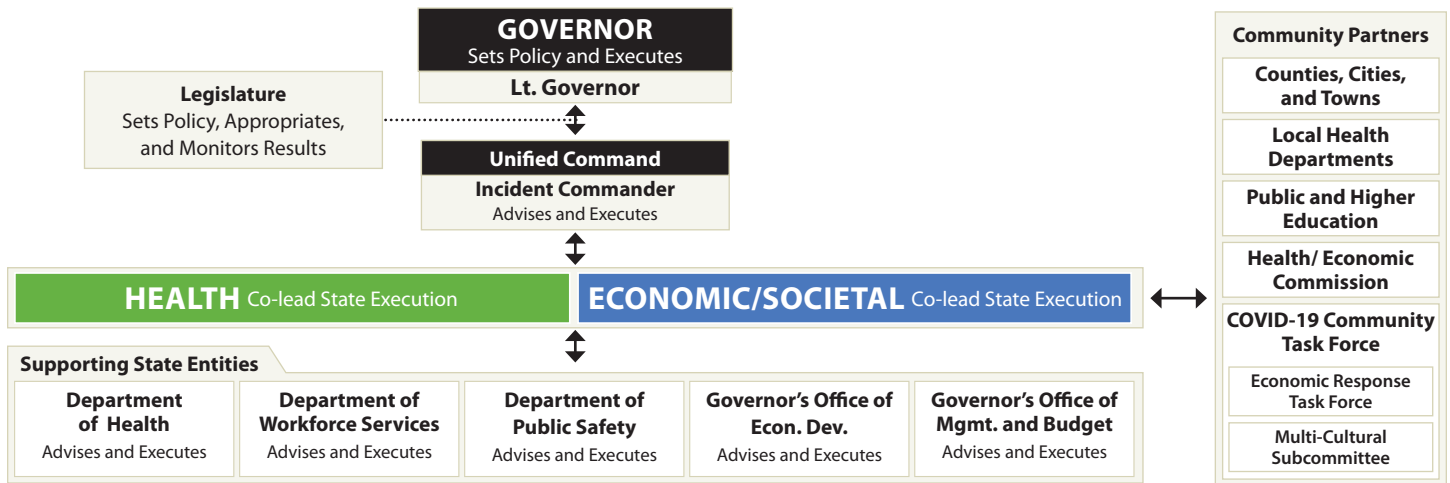 GOVERNOR
Sets Policy and Executes
Lt. Governor
Legislature
Sets Policy, Appropriates,
and Monitors Results
Unified Command
Incident Commander
Advises and Executes
HEALTH Co-lead State Execution
ECONOMIC/SOCIETAL Co-lead State Execution
Supporting State Entities
Department
of Health
Advises and Executes
Department of
Workforce Services
Advises and Executes
Department of
Public Safety
Advises and Executes
Governor's Office of
Econ. Dev.
Advises and Executes
Governor's Office of
Mgmt. and Budget
Advises and Executes
Community Partners
Counties, Cities,
and Towns
Local Health
Departments
Public and Higher
Education
Health/ Economic
Commission
COVID-19 Community
Task Force
Economic Response
Task Force
Multi-Cultural
Subcommittee